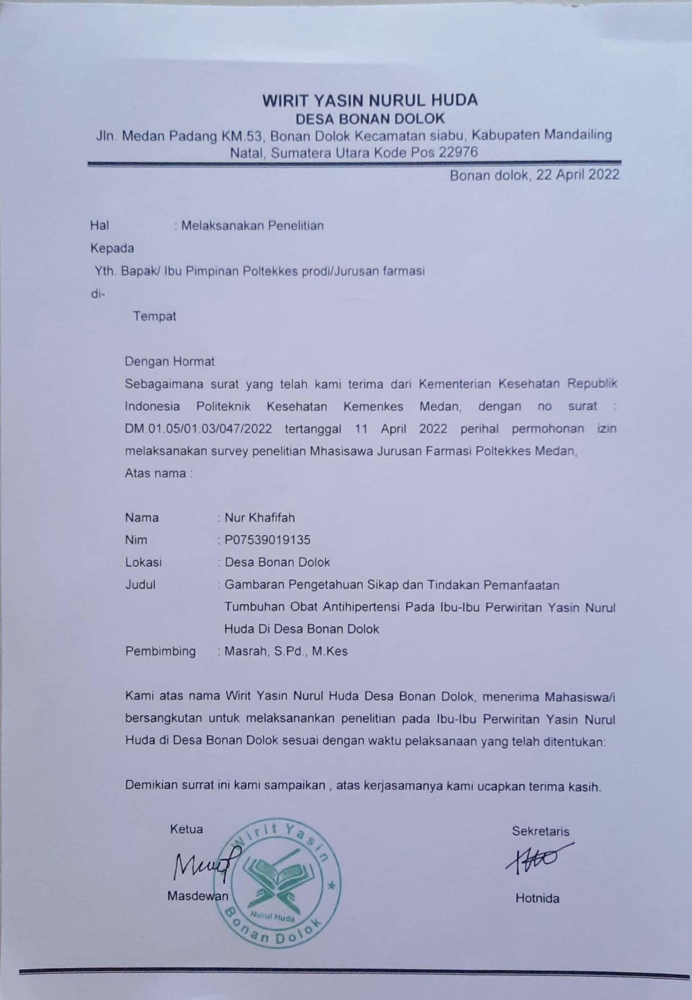 WIRIT YASIN NURUL HUDA
DESA BONAN DOLOK
Jln. Medan Padang KM.53, Bonan Dolok Kecamatan siabu, Kabupaten Mandailing
Natal, Sumatera Utara Kode Pos 22976
Bonan dolok, 22 April 2022
Hal : Melaksanakan Penelitian
Kepada
Yth. Bapak/ Ibu Pimpinan Poltekkes prodi/Jurusan farmasi
di-
Tempat
Dengan Hormat
Sebagaimana surat yang telah kami terima dari Kementerian Kesehatan Republik
Indonesia Politeknik Kesehatan Kemenkes Medan, dengan no surat :
DM.01.05/01.03/047/2022 tertanggal 11 April 2022 perihal permohonan izin
melaksanakan survey penelitian Mhasisawa Jurusan Farmasi Poltekkes Medan,
Atas nama :
Nama : Nur Khafifah
Nim : P07539019135
Lokasi : Desa Bonan Dolok
Judul : Gambaran Pengetahuan Sikap dan Tindakan Pemanfaatan
Tumbuhan Obat Antihipertensi Pada Ibu-Ibu Perwiritan Yasin Nurul
Huda Di Desa Bonan Dolok
Pembimbing : Masrah, S.Pd., M.Kes
Kami atas nama Wirit Yasin Nurul Huda Desa Bonan Dolok, menerima Mahasiswa/i
bersangkutan untuk melaksanankan penelitian pada Ibu-Ibu Perwiritan Yasin Nurul
Huda di Desa Bonan Dolok sesuai dengan waktu pelaksanaan yang telah ditentukan:
Demikian surrat ini kami sampaikan , atas kerjasamanya kami ucapkan terima kasih.
Ketua Sekretaris
Wirit Yasin
Nurul Huda
Bonan Dolok
Masdewan Hotnida